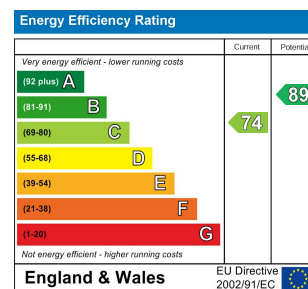 Energy Efficiency Rating
Current Potentia
Very energy efficient - lower running costs
(92 plus) A
(81-91) B
(69-80) C
(55-68) D
(39-54) E
(21-38) F
(1-20) G
74
89
Not energy efficient - higher running costs
England & Wales
EU Directive
2002/91/EC